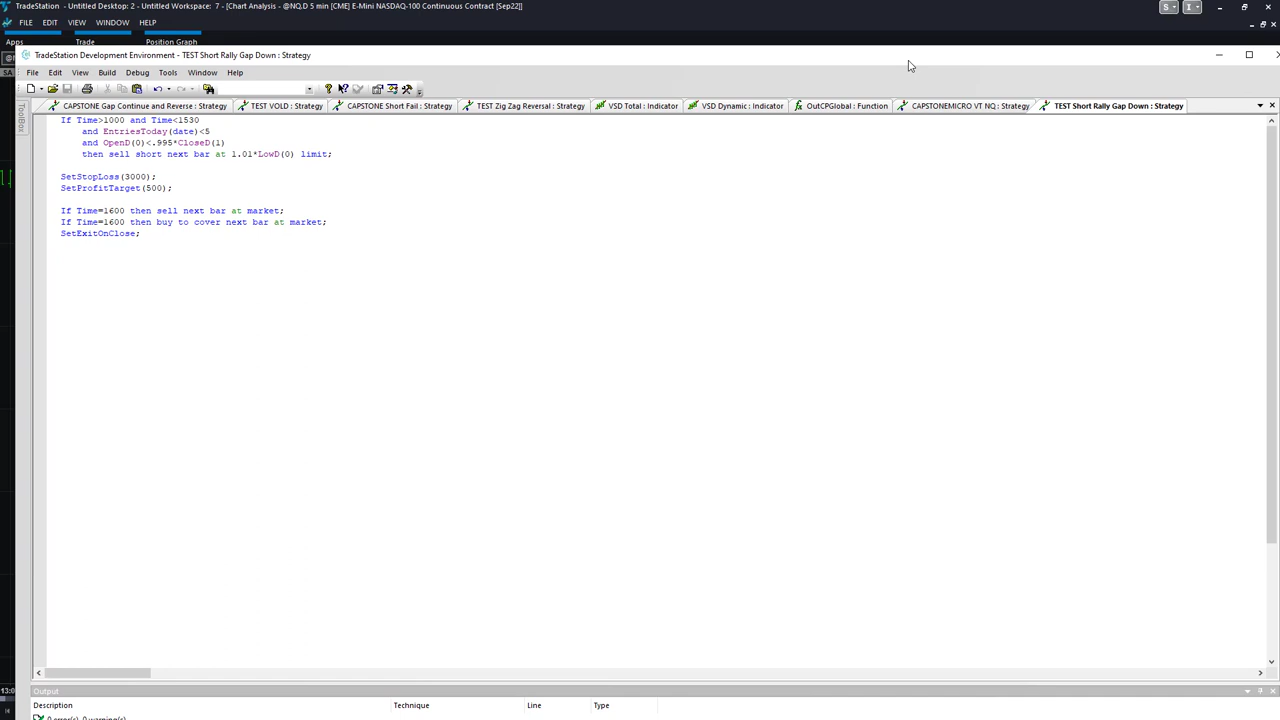 TradeStation - Untitled Desktop: 2 - Untitled Workspace: 7 - [Chart Analysis - @NQ,D 5 min [CME] E-Mini NASDAQ-100 Continuous Contract [Sep22]]
FILE EDIT VIEW WINDOW HELP
Apps Trade Position Graph
TradeStation Development Environment - TEST Short Rally Gap Down : Strategy
File Edit View Build Debug Tools Window Help
CAPSTONE Gap Continue and Reverse : Strategy TEST VOLD : Strategy CAPSTONE Short Fail : Strategy TEST Zig Zag Reversal : Strategy VSD Total : Indicator VSD Dynamic : Indicator OutCPGlobal : Function CAPSTONEMICRO VT NQ : Strategy TEST Short Rally Gap Down : Strategy
ToolBox
If Time>1000 and Time<1530
and EntriesToday(date)<5
and OpenD(0)<.995*CloseD(1)
then sell short next bar at 1.01*LowD(0) limit;
SetStopLoss(3000);
SetProfitTarget(500);
If Time=1600 then sell next bar at market;
If Time=1600 then buy to cover next bar at market;
SetExitOnClose;
Output
Description Technique Line Type
0 error(s), 0 warning(s)